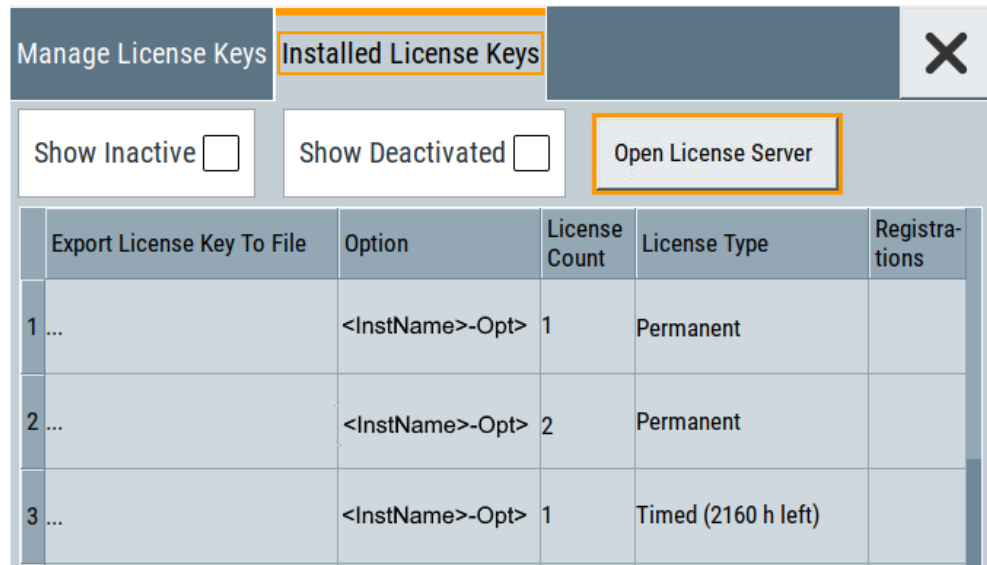 Manage License Keys Installed License Keys
Show Inactive Show Deactivated Open License Server
Export License Key To File Option License Count License Type Registra-tions
1 ... <InstName>-Opt> 1 Permanent
2 ... <InstName>-Opt> 2 Permanent
3 ... <InstName>-Opt> 1 Timed (2160 h left)